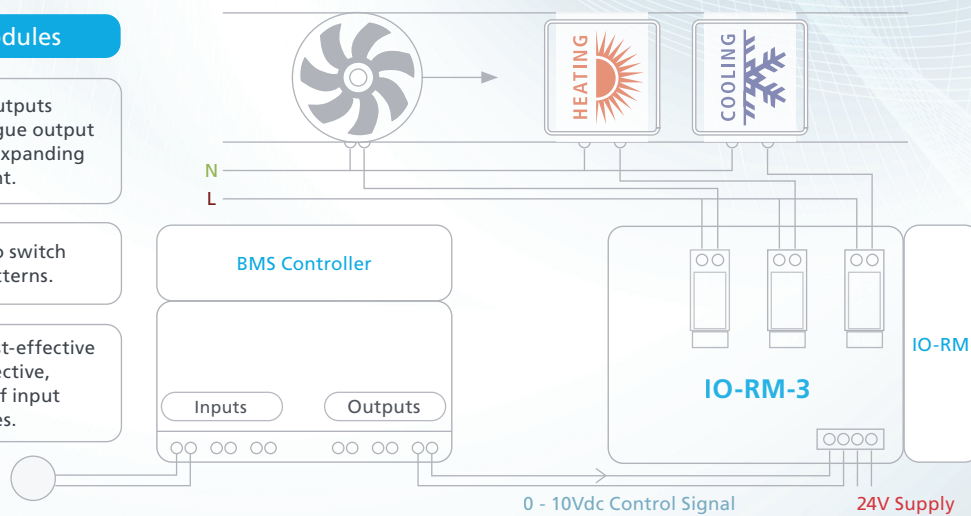 dules
utputs
gue output
xpanding
nt.
o switch
tterns.
st-effective
ective,
f input
es.
HEATING
COOLING
N
L
BMS Controller
Inputs
Outputs
IO-RM-3
IO-RM
0 - 10Vdc Control Signal
24V Supply